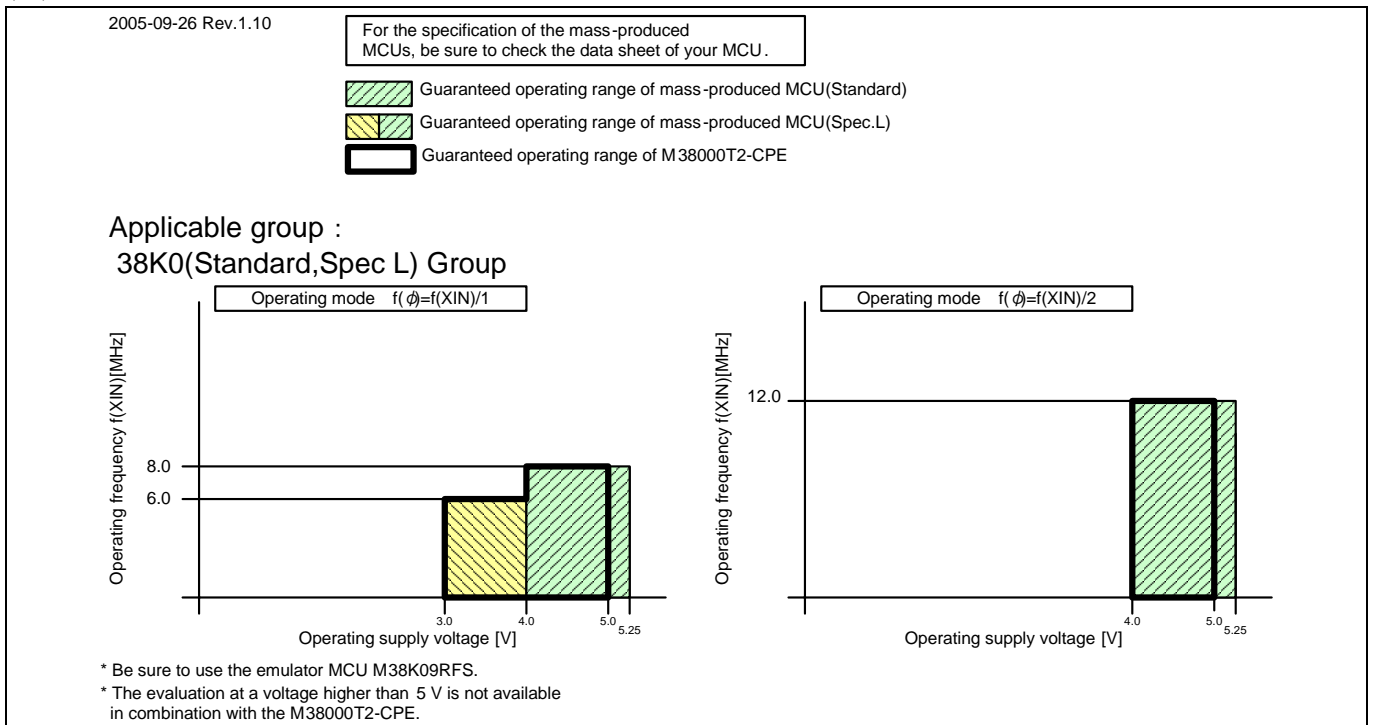 2005-09-26 Rev.1.10
For the specification of the mass-produced
MCUs, be sure to check the data sheet of your MCU.
Guaranteed operating range of mass-produced MCU(Standard)
Guaranteed operating range of mass-produced MCU(Spec.L)
Guaranteed operating range of M38000T2-CPE
Applicable group :
38K0(Standard,Spec L) Group
Operating mode f(ϕ)=f(XIN)/1
Operating frequency f(XIN)[MHz]
8.0
6.0
3.0
4.0
5.0
5.25
Operating supply voltage [V]
Operating mode f(ϕ)=f(XIN)/2
Operating frequency f(XIN)[MHz]
12.0
4.0
5.0
5.25
Operating supply voltage [V]
* Be sure to use the emulator MCU M38K09RFS.
* The evaluation at a voltage higher than 5 V is not available
in combination with the M38000T2-CPE.